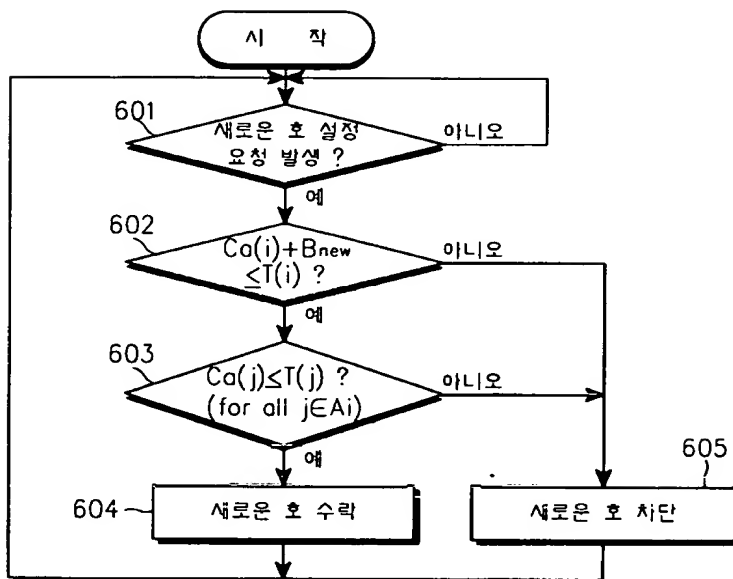 시 작
601
새로운 호 설정
요청 발생 ?
아니오
예
602
Ca(i)+Bnew
≤T(i) ?
아니오
예
603
Ca(j)≤T(j) ?
(for all j∈Ai)
아니오
예
604
새로운 호 수락
605
새로운 호 차단